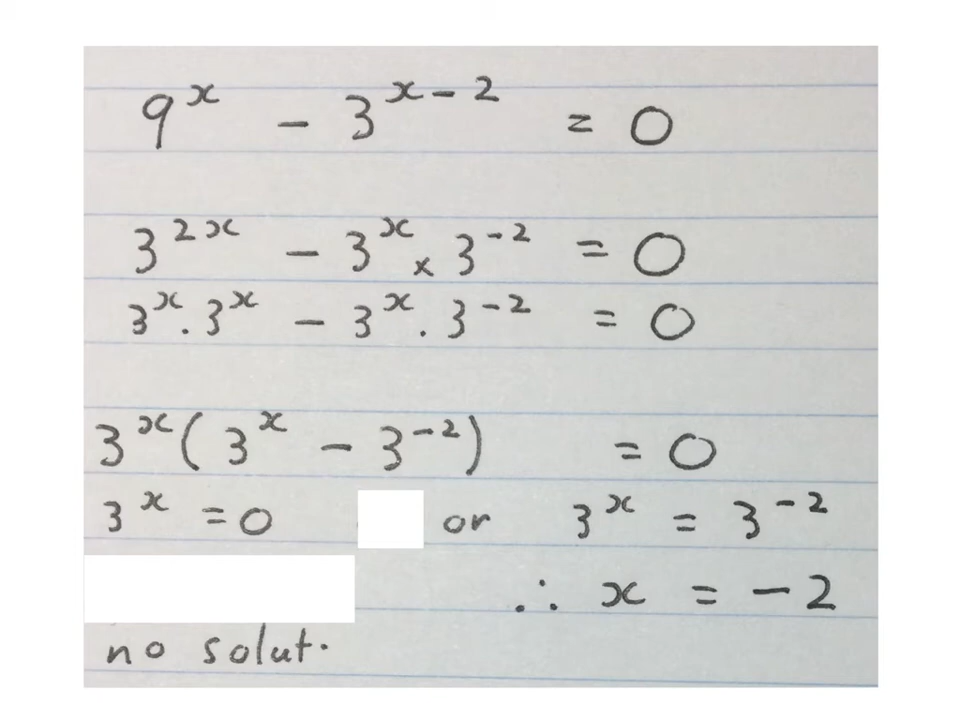 9^x - 3^{x-2} = 0
3^{2x} - 3^x × 3^{-2} = 0
3^x . 3^x - 3^x . 3^{-2} = 0
3^x (3^x - 3^{-2}) = 0
3^x = 0 or 3^x = 3^{-2}
∴ x = -2
no solut.